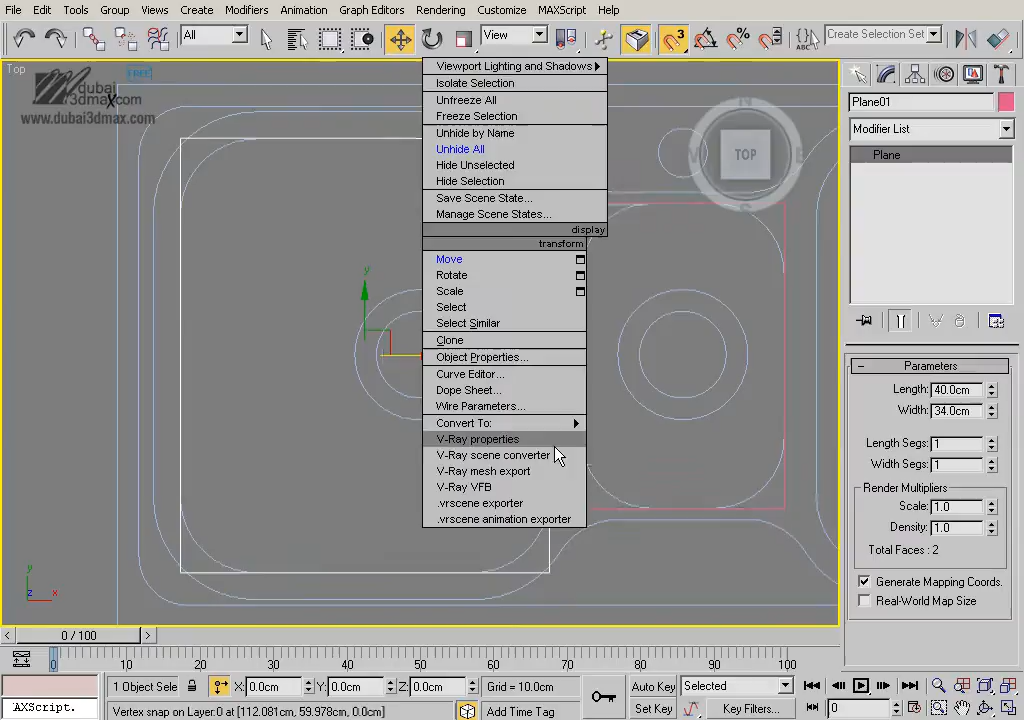 File Edit Tools Group Views Create Modifiers Animation Graph Editors Rendering Customize MAXScript Help
All View 3 ABC Create Selection Set
Top FREE
dubai
3dmax.com
www.dubai3dmax.com
TOP
N
S
Viewport Lighting and Shadows
Isolate Selection
Unfreeze All
Freeze Selection
Unhide by Name
Unhide All
Hide Unselected
Hide Selection
Save Scene State...
Manage Scene States...
display
transform
Move
Rotate
Scale
Select
Select Similar
Clone
Object Properties...
Curve Editor...
Dope Sheet...
Wire Parameters...
Convert To:
V-Ray properties
V-Ray scene converter
V-Ray mesh export
V-Ray VFB
.vrscene exporter
.vrscene animation exporter
y
y
z x
Plane01
Modifier List
Plane
Parameters
Length: 40.0cm
Width: 34.0cm
Length Segs: 1
Width Segs: 1
Render Multipliers
Scale: 1.0
Density: 1.0
Total Faces : 2
Generate Mapping Coords.
Real-World Map Size
< 0 / 100 >
0 10 20 30 40 50 60 70 80 90 100
1 Object Sele X: 0.0cm Y: 0.0cm Z: 0.0cm Grid = 10.0cm Auto Key Selected
AXScript. Vertex snap on Layer:0 at [112.081cm, 59.978cm, 0.0cm] Add Time Tag Set Key Key Filters... 0